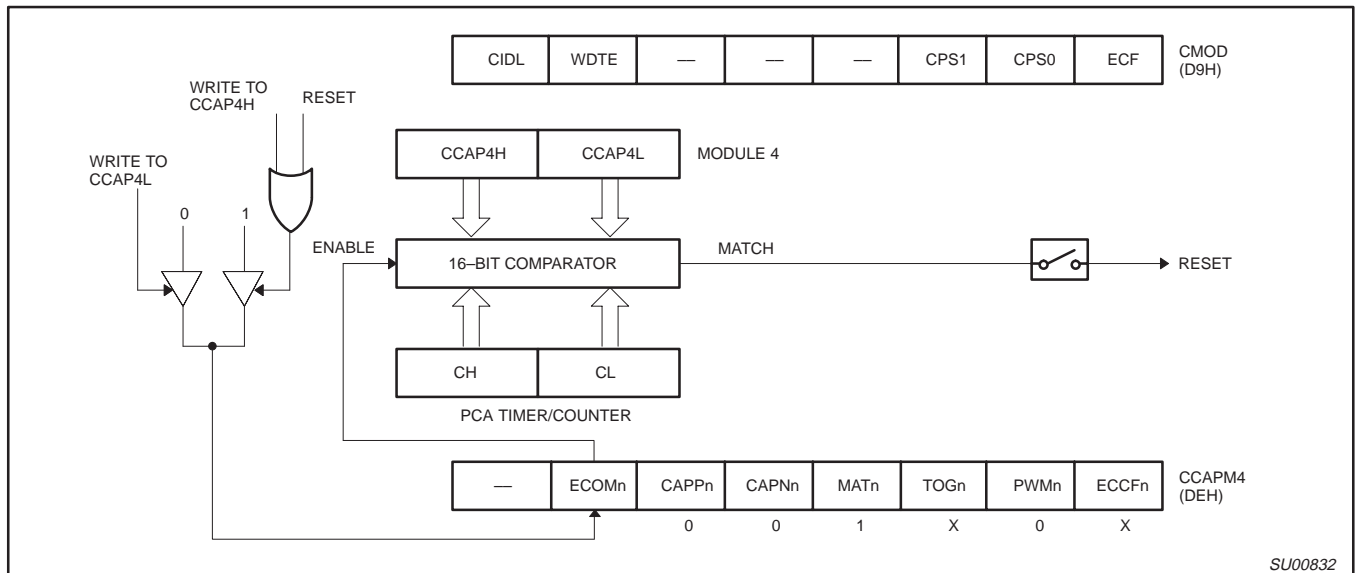 CIDL WDTE — — — CPS1 CPS0 ECF
CMOD
(D9H)
WRITE TO
CCAP4H
RESET
CCAP4H CCAP4L MODULE 4
WRITE TO
CCAP4L
0 1
ENABLE
16–BIT COMPARATOR
MATCH
RESET
CH CL
PCA TIMER/COUNTER
— ECOMn CAPPn CAPNn MATn TOGn PWMn ECCFn
CCAPM4
(DEH)
0 0 1 X 0 X
SU00832